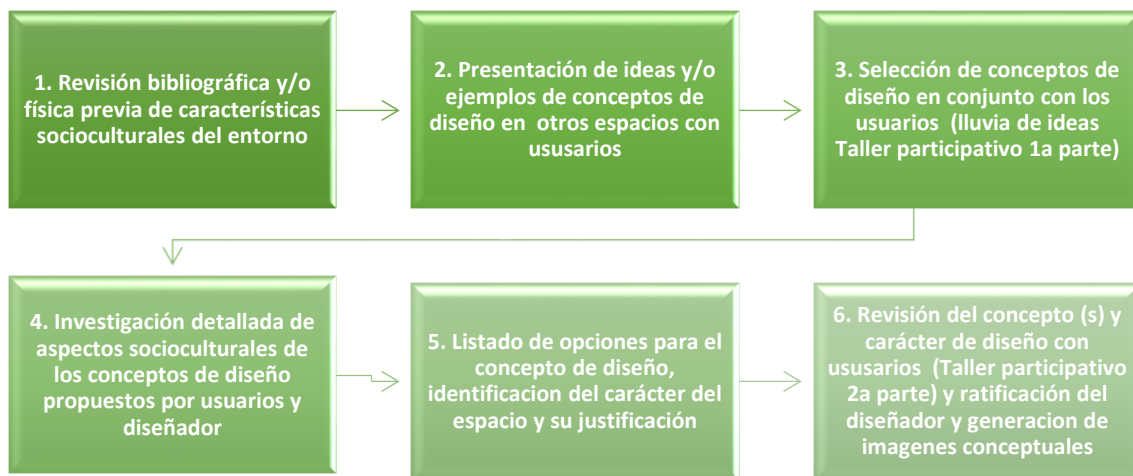 1. Revisión bibliográfica y/o
física previa de características
socioculturales del entorno
2. Presentación de ideas y/o
ejemplos de conceptos de
diseño en otros espacios con
ususarios
3. Selección de conceptos de
diseño en conjunto con los
usuarios (lluvia de ideas
Taller participativo 1a parte)
4. Investigación detallada de
aspectos socioculturales de
los conceptos de diseño
propuestos por usuarios y
diseñador
5. Listado de opciones para el
concepto de diseño,
identificacion del carácter del
espacio y su justificación
6. Revisión del concepto (s) y
carácter de diseño con
ususarios (Taller participativo
2a parte) y ratificación del
diseñador y generacion de
imagenes conceptuales